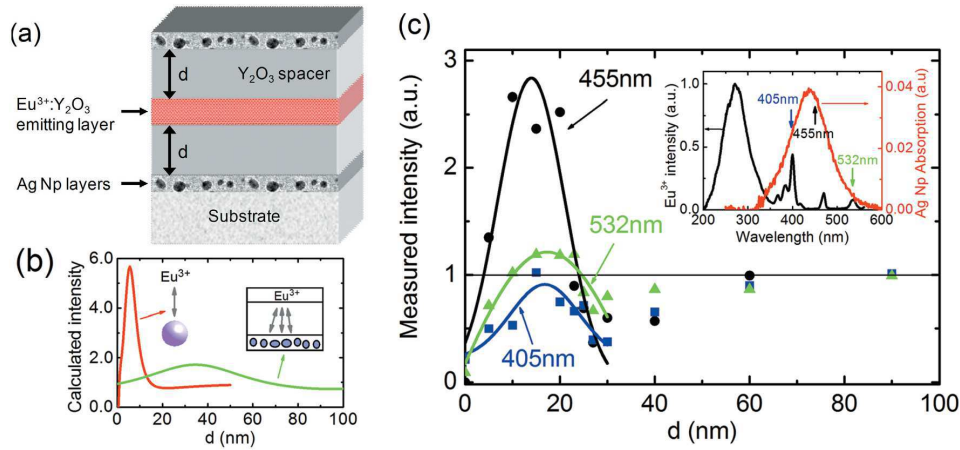 (a)
d
Y₂O₃ spacer
Eu³⁺:Y₂O₃
emitting layer
d
Ag Np layers
Substrate
(b)
Calculated intensity
6.0
4.0
2.0
0.0
Eu³⁺
Eu³⁺
0 20 40 60 80 100
d (nm)
(c)
Measured intensity (a.u.)
3
2
1
0
455nm
532nm
405nm
0 20 40 60 80 100
d (nm)
Eu³⁺ intensity (a.u.)
1.0
0.5
0.0
405nm
455nm
532nm
Ag Np Absorption (a.u)
0.04
0.02
0.00
200 300 400 500 600
Wavelength (nm)